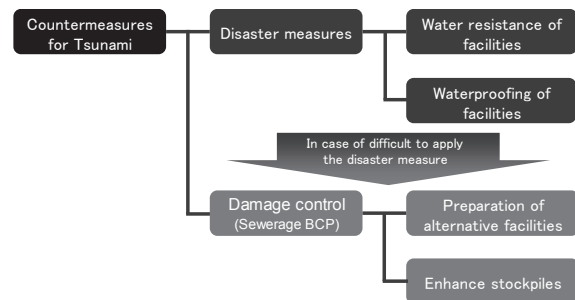 Countermeasures
for Tsunami
Disaster measures
Water resistance of
facilities
Waterproofing of
facilities
In case of difficult to apply
the disaster measure
Damage control
(Sewerage BCP)
Preparation of
alternative facilities
Enhance stockpiles